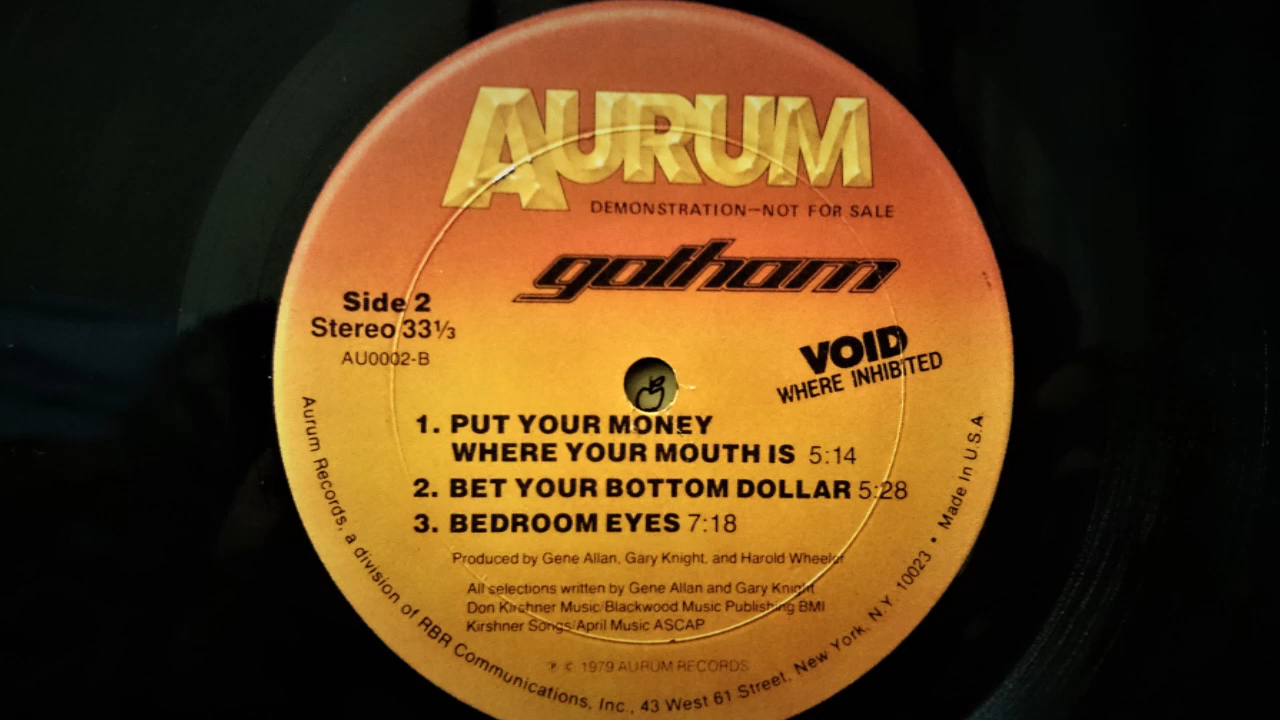 AURUM
DEMONSTRATION—NOT FOR SALE
gotham
Side 2
Stereo 33⅓
AU0002-B
VOID
WHERE INHIBITED
1. PUT YOUR MONEY
WHERE YOUR MOUTH IS 5:14
2. BET YOUR BOTTOM DOLLAR 5:28
3. BEDROOM EYES 7:18
Produced by Gene Allan, Gary Knight, and Harold Wheeler
All selections written by Gene Allan and Gary Knight
Don Kirshner Music/Blackwood Music Publishing BMI
Kirshner Songs/April Music ASCAP
℗ © 1979 AURUM RECORDS
Aurum Records, a division of RBR Communications, Inc., 43 West 61 Street, New York, N.Y. 10023 • Made In U.S.A.